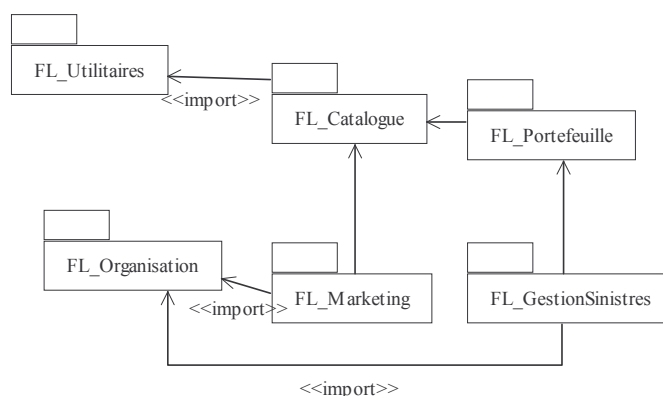 FL_Utilitaires
<<import>>
FL_Catalogue
FL_Portefeuille
FL_Organisation
<<import>>
FL_Marketing
FL_GestionSinistres
<<import>>